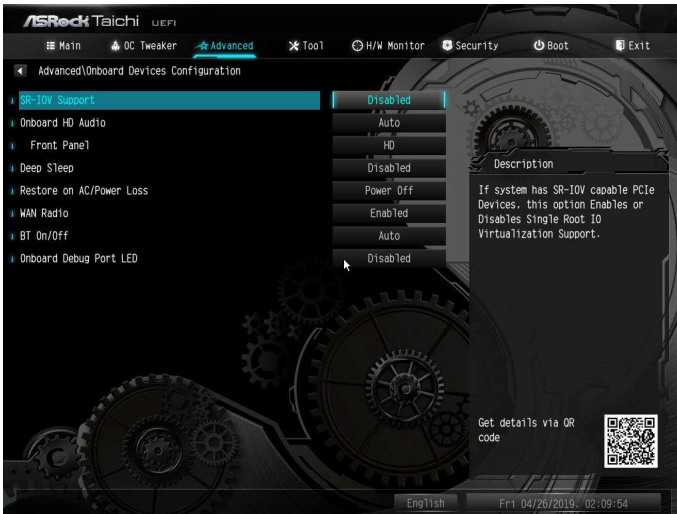 ASRock Taichi UEFI
Main OC Tweaker Advanced Tool H/W Monitor Security Boot Exit
Advanced\Onboard Devices Configuration
SR-IOV Support Disabled
Onboard HD Audio Auto
Front Panel HD
Deep Sleep Disabled
Restore on AC/Power Loss Power Off
WAN Radio Enabled
BT On/Off Auto
Onboard Debug Port LED Disabled
Description
If system has SR-IOV capable PCIe
Devices. this option Enables or
Disables Single Root IO
Virtualization Support.
Get details via QR
code
English Fri 04/26/2019. 02:09:54